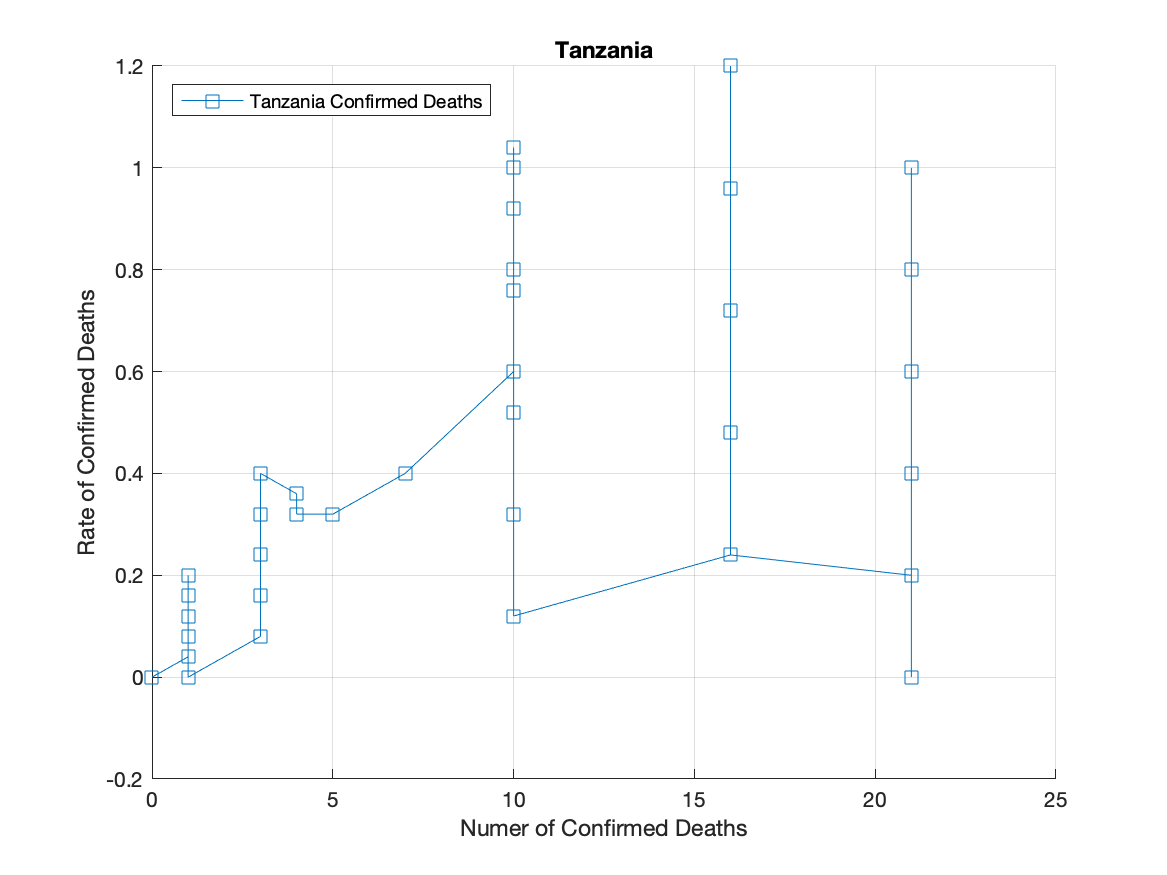 Tanzania
Tanzania Confirmed Deaths
1.2
1
0.8
0.6
0.4
0.2
0
-0.2
Rate of Confirmed Deaths
0 5 10 15 20 25
Numer of Confirmed Deaths